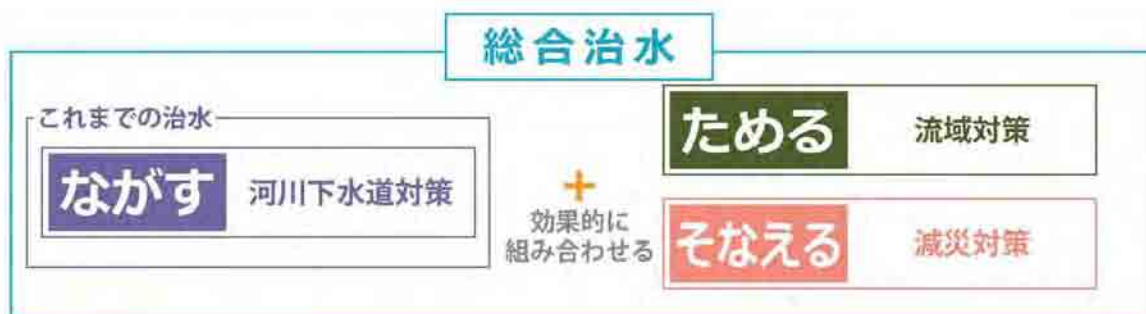 総合治水
これまでの治水
ながす 河川下水道対策
+
効果的に
組み合わせる
ためる 流域対策
そなえる 減災対策